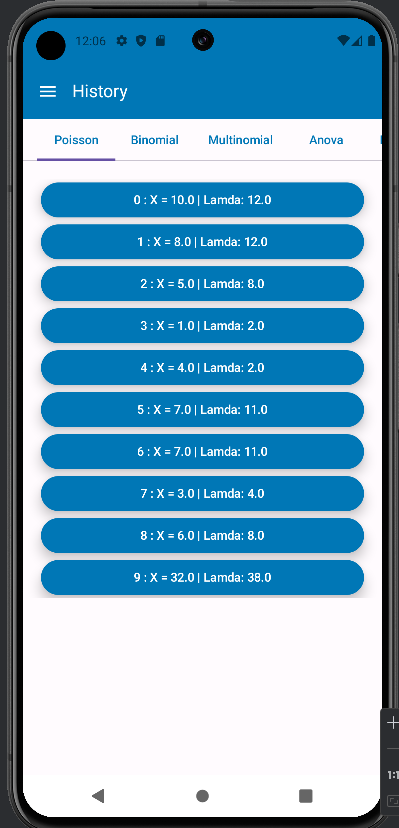 12:06
History
Poisson Binomial Multinomial Anova
0 : X = 10.0 | Lamda: 12.0
1 : X = 8.0 | Lamda: 12.0
2 : X = 5.0 | Lamda: 8.0
3 : X = 1.0 | Lamda: 2.0
4 : X = 4.0 | Lamda: 2.0
5 : X = 7.0 | Lamda: 11.0
6 : X = 7.0 | Lamda: 11.0
7 : X = 3.0 | Lamda: 4.0
8 : X = 6.0 | Lamda: 8.0
9 : X = 32.0 | Lamda: 38.0